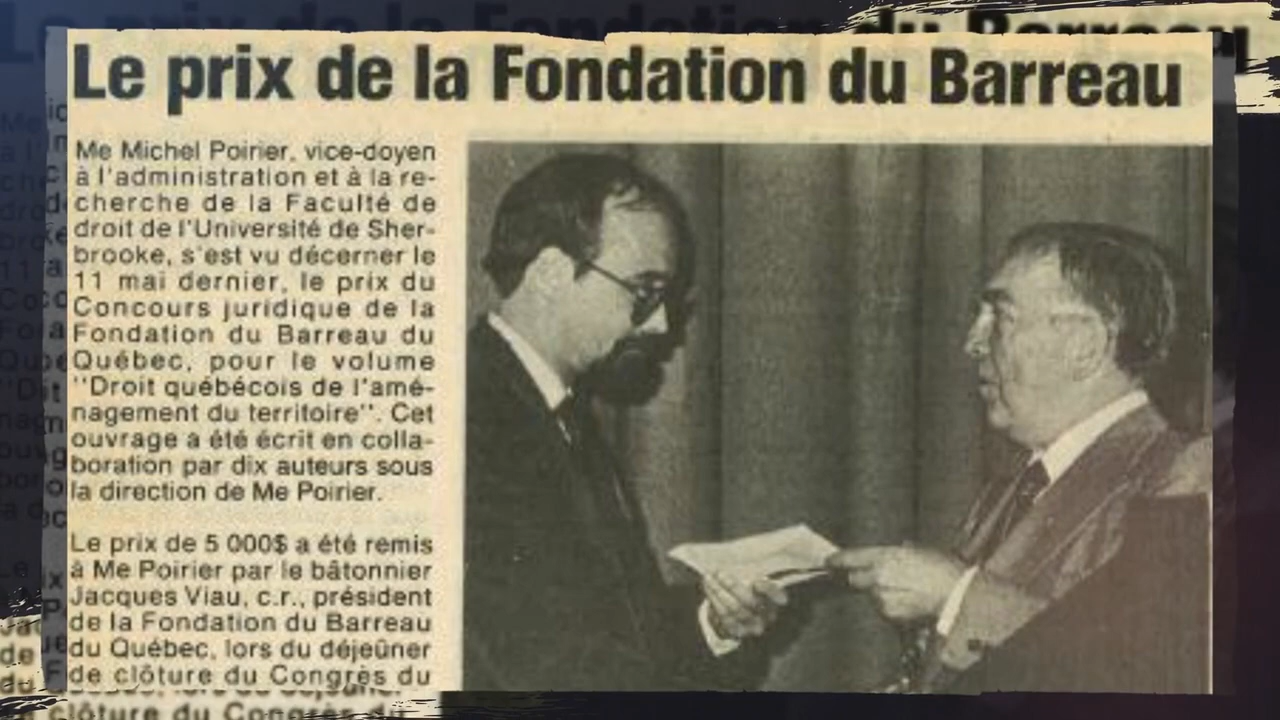 Le prix de la Fondation du Barreau
Me Michel Poirier, vice-doyen
à l'administration et à la re-
cherche de la Faculté de
droit de l'Université de Sher-
brooke, s'est vu décerner le
11 mai dernier, le prix du
Concours juridique de la
Fondation du Barreau du
Québec, pour le volume
"Droit québécois de l'amé-
nagement du territoire". Cet
ouvrage a été écrit en colla-
boration par dix auteurs sous
la direction de Me Poirier.
Le prix de 5 000$ a été remis
à Me Poirier par le bâtonnier
Jacques Viau, c.r., président
de la Fondation du Barreau
du Québec, lors du déjeûner
de clôture du Congrès du